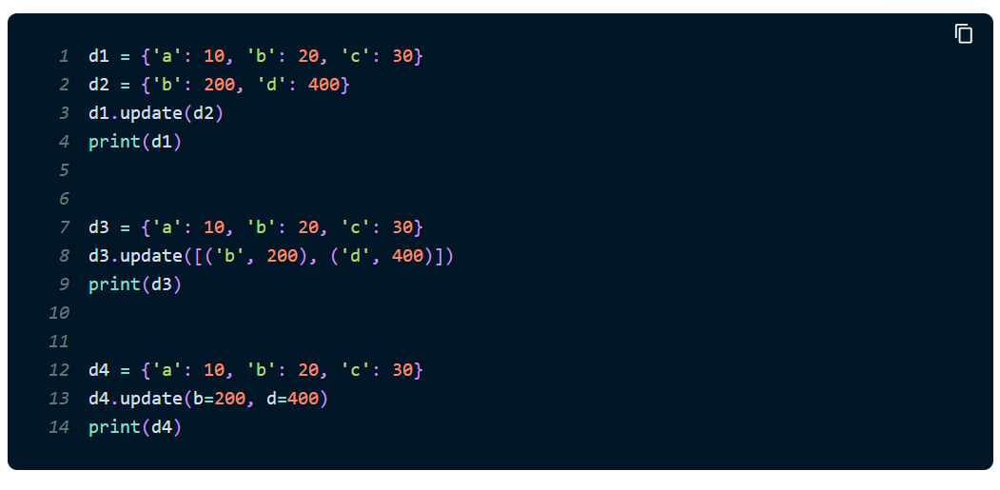 1 d1 = {'a': 10, 'b': 20, 'c': 30}
2 d2 = {'b': 200, 'd': 400}
3 d1.update(d2)
4 print(d1)
5
6
7 d3 = {'a': 10, 'b': 20, 'c': 30}
8 d3.update([('b', 200), ('d', 400)])
9 print(d3)
10
11
12 d4 = {'a': 10, 'b': 20, 'c': 30}
13 d4.update(b=200, d=400)
14 print(d4)